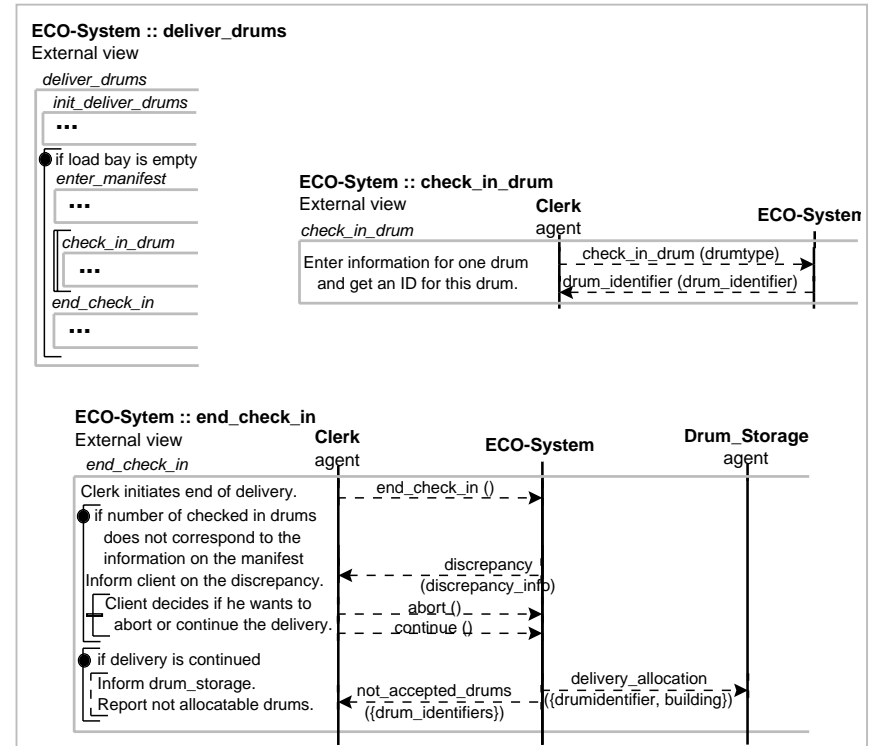 ECO-System :: deliver_drums
External view
deliver_drums
init_deliver_drums
...
if load bay is empty
enter_manifest
...
check_in_drum
...
end_check_in
...
ECO-Sytem :: check_in_drum
External view
Clerk
agent
ECO-System
check_in_drum
Enter information for one drum
and get an ID for this drum.
check_in_drum (drumtype)
drum_identifier (drum_identifier)
ECO-Sytem :: end_check_in
External view
Clerk
agent
ECO-System
Drum_Storage
agent
end_check_in
Clerk initiates end of delivery.
end_check_in ()
if number of checked in drums
does not correspond to the
information on the manifest
Inform client on the discrepancy.
discrepancy
(discrepancy_info)
Client decides if he wants to
abort or continue the delivery.
abort ()
continue ()
if delivery is continued
Inform drum_storage.
Report not allocatable drums.
not_accepted_drums
({drum_identifiers})
delivery_allocation
({drumidentifier, building})